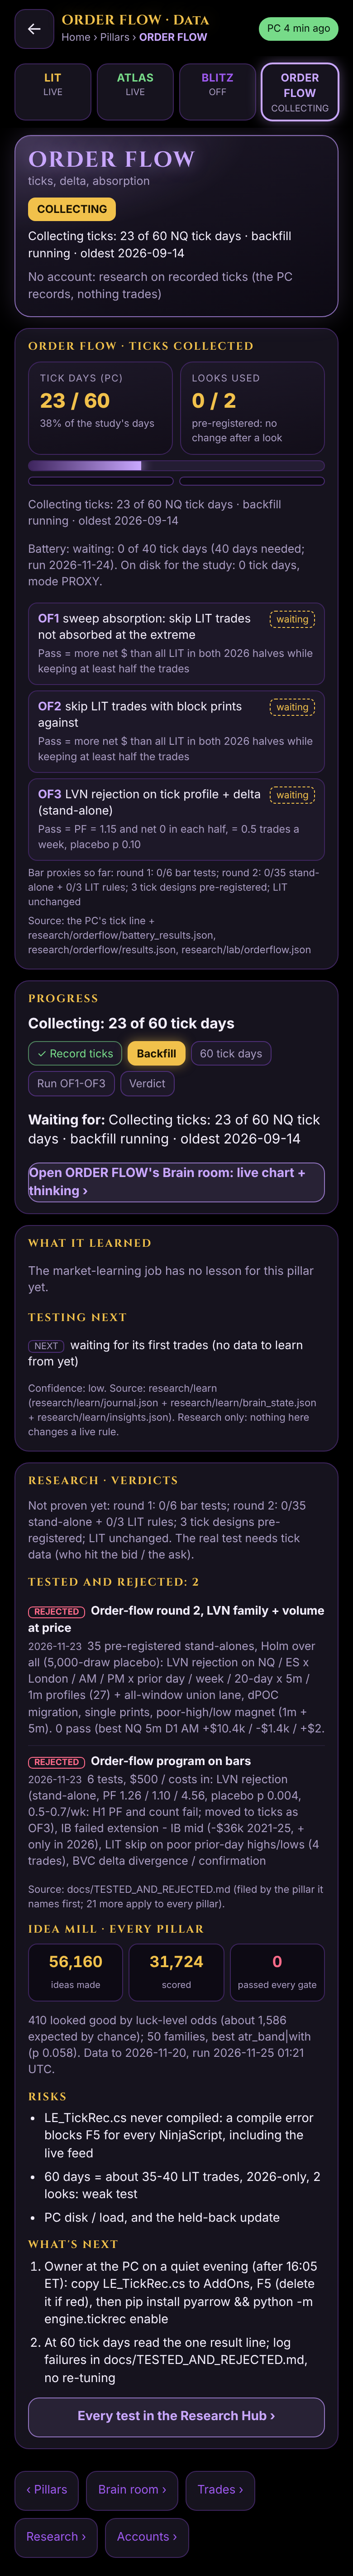 ←
ORDER FLOW · DATA
Home › Pillars › ORDER FLOW
PC 4 min ago
LIT
LIVE
ATLAS
LIVE
BLITZ
OFF
ORDER
FLOW
COLLECTING
ORDER FLOW
ticks, delta, absorption
COLLECTING
Collecting ticks: 23 of 60 NQ tick days · backfill
running · oldest 2026-09-14
No account: research on recorded ticks (the PC
records, nothing trades)
ORDER FLOW · TICKS COLLECTED
TICK DAYS (PC)
23 / 60
38% of the study's days
LOOKS USED
0 / 2
pre-registered: no
change after a look
Collecting ticks: 23 of 60 NQ tick days · backfill
running · oldest 2026-09-14
Battery: waiting: 0 of 40 tick days (40 days needed;
run 2026-11-24). On disk for the study: 0 tick days,
mode PROXY.
OF1 sweep absorption: skip LIT trades
not absorbed at the extreme
waiting
Pass = more net $ than all LIT in both 2026 halves while
keeping at least half the trades
OF2 skip LIT trades with block prints
against
waiting
Pass = more net $ than all LIT in both 2026 halves while
keeping at least half the trades
OF3 LVN rejection on tick profile + delta
(stand-alone)
waiting
Pass = PF = 1.15 and net 0 in each half, = 0.5 trades a
week, placebo p 0.10
Bar proxies so far: round 1: 0/6 bar tests; round 2: 0/35 stand-
alone + 0/3 LIT rules; 3 tick designs pre-registered; LIT
unchanged
Source: the PC's tick line +
research/orderflow/battery_results.json,
research/orderflow/results.json, research/lab/orderflow.json
PROGRESS
Collecting: 23 of 60 tick days
✓ Record ticks
Backfill
60 tick days
Run OF1-OF3
Verdict
Waiting for: Collecting ticks: 23 of 60 NQ tick
days · backfill running · oldest 2026-09-14
Open ORDER FLOW's Brain room: live chart +
thinking ›
WHAT IT LEARNED
The market-learning job has no lesson for this pillar
yet.
TESTING NEXT
NEXT waiting for its first trades (no data to learn
from yet)
Confidence: low. Source: research/learn
(research/learn/journal.json + research/learn/brain_state.json
+ research/learn/insights.json). Research only: nothing here
changes a live rule.
RESEARCH · VERDICTS
Not proven yet: round 1: 0/6 bar tests; round 2: 0/35
stand-alone + 0/3 LIT rules; 3 tick designs pre-
registered; LIT unchanged. The real test needs tick
data (who hit the bid / the ask).
TESTED AND REJECTED: 2
REJECTED Order-flow round 2, LVN family + volume
at price
2026-11-23 35 pre-registered stand-alones, Holm over
all (5,000-draw placebo): LVN rejection on NQ / ES x
London / AM / PM x prior day / week / 20-day x 5m /
1m profiles (27) + all-window union lane, dPOC
migration, single prints, poor-high/low magnet (1m +
5m). 0 pass (best NQ 5m D1 AM +$10.4k / -$1.4k / +$2.
REJECTED Order-flow program on bars
2026-11-23 6 tests, $500 / costs in: LVN rejection
(stand-alone, PF 1.26 / 1.10 / 4.56, placebo p 0.004,
0.5-0.7/wk: H1 PF and count fail; moved to ticks as
OF3), IB failed extension - IB mid (-$36k 2021-25, +
only in 2026), LIT skip on poor prior-day highs/lows (4
trades), BVC delta divergence / confirmation
Source: docs/TESTED_AND_REJECTED.md (filed by the pillar it
names first; 21 more apply to every pillar).
IDEA MILL · EVERY PILLAR
56,160
ideas made
31,724
scored
0
passed every gate
410 looked good by luck-level odds (about 1,586
expected by chance); 50 families, best atr_band|with
(p 0.058). Data to 2026-11-20, run 2026-11-25 01:21
UTC.
RISKS
• LE_TickRec.cs never compiled: a compile error
blocks F5 for every NinjaScript, including the
live feed
• 60 days = about 35-40 LIT trades, 2026-only, 2
looks: weak test
• PC disk / load, and the held-back update
WHAT'S NEXT
1. Owner at the PC on a quiet evening (after 16:05
ET): copy LE_TickRec.cs to AddOns, F5 (delete
it if red), then pip install pyarrow && python -m
engine.tickrec enable
2. At 60 tick days read the one result line; log
failures in docs/TESTED_AND_REJECTED.md,
no re-tuning
Every test in the Research Hub ›
‹ Pillars
Brain room ›
Trades ›
Research ›
Accounts ›